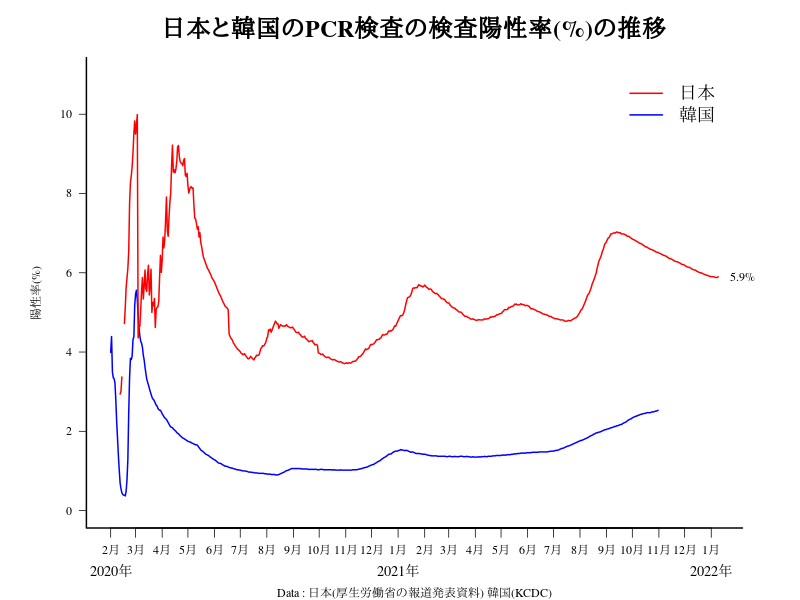 日本と韓国のPCR検査の検査陽性率(%)の推移
日本
韓国
陽性率(%)
10
8
6
4
2
0
5.9%
2月 3月 4月 5月 6月 7月 8月 9月 10月 11月 12月 1月 2月 3月 4月 5月 6月 7月 8月 9月 10月 11月 12月 1月
2020年 2021年 2022年
Data : 日本(厚生労働省の報道発表資料) 韓国(KCDC)